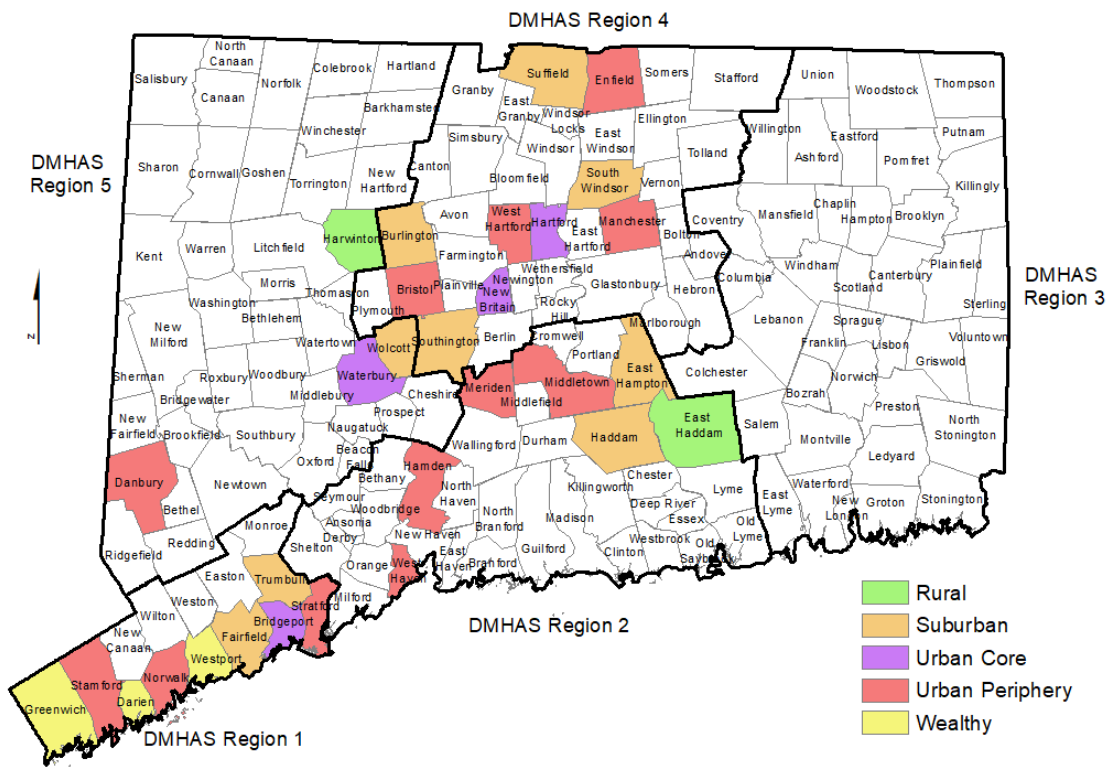 DMHAS Region 4
North
Canaan
Colebrook
Hartland
Salisbury
Norfolk
Canaan
Granby
Suffield
Enfield
Somers
Stafford
Union
Woodstock
Thompson
Barkhamsted
East
Granby
Windsor
Locks
Ellington
Winchester
Simsbury
East
Windsor
Willington
Eastford
Putnam
DMHAS
Region 5
Sharon
Cornwall
Goshen
Torrington
New
Hartford
Canton
Bloomfield
Windsor
Tolland
Ashford
Pomfret
Killingly
South
Windsor
Vernon
Harwinton
Burlington
Avon
West
Hartford
Hartford
Manchester
East
Hartford
Bolton
Coventry
Mansfield
Chaplin
Hampton
Brooklyn
Kent
Warren
Litchfield
Farmington
Andover
Wethersfield
Newington
Glastonbury
Hebron
Columbia
Windham
Scotland
Canterbury
Plainfield
Sterling
DMHAS
Region 3
Morris
Washington
Bethlehem
Thomaston
Plymouth
Bristol
Plainville
New
Britain
Rocky
Hill
Marlborough
Lebanon
Sprague
Franklin
Lisbon
Voluntown
Griswold
N
New
Milford
Watertown
Wolcott
Southington
Berlin
Cromwell
Portland
East
Hampton
Colchester
Norwich
Bozrah
Preston
Sherman
Roxbury
Woodbury
Bridgewater
Middlebury
Waterbury
Cheshire
Prospect
Meriden
Middletown
Middlefield
New
Fairfield
Brookfield
Southbury
Naugatuck
Wallingford
Durham
Haddam
East
Haddam
Salem
Montville
North
Stonington
Ledyard
Danbury
Bethel
Newtown
Oxford
Beacon
Falls
Bethany
Hamden
North
Haven
Killingworth
Chester
Deep River
Essex
Lyme
East
Lyme
Waterford
New
London
Groton
Stonington
Seymour
Woodbridge
Ansonia
Derby
North
Branford
Madison
Westbrook
Old
Saybrook
Old
Lyme
Ridgefield
Redding
Monroe
Shelton
New Haven
East
Haven
Branford
Guilford
Clinton
Orange
West
Haven
Milford
Easton
Trumbull
Weston
Wilton
Fairfield
Bridgeport
Stratford
New
Canaan
Westport
Norwalk
Stamford
Darien
Greenwich
DMHAS Region 2
DMHAS Region 1
Rural
Suburban
Urban Core
Urban Periphery
Wealthy